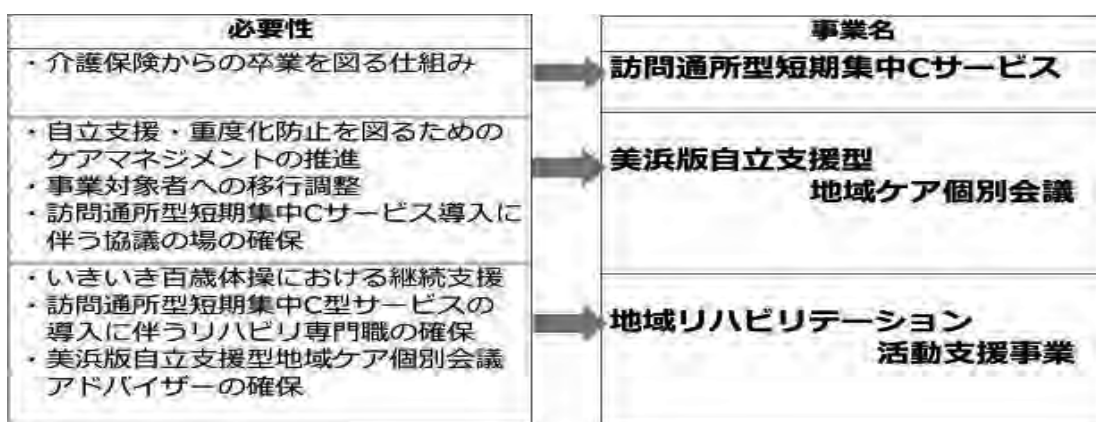 必要性
・介護保険からの卒業を図る仕組み
・自立支援・重度化防止を図るための
ケアマネジメントの推進
・事業対象者への移行調整
・訪問通所型短期集中Cサービス導入に
伴う協議の場の確保
・いきいき百歳体操における継続支援
・訪問通所型短期集中C型サービスの
導入に伴うリハビリ専門職の確保
・美浜版自立支援型地域ケア個別会議
アドバイザーの確保
事業名
訪問通所型短期集中Cサービス
美浜版自立支援型
地域ケア個別会議
地域リハビリテーション
活動支援事業